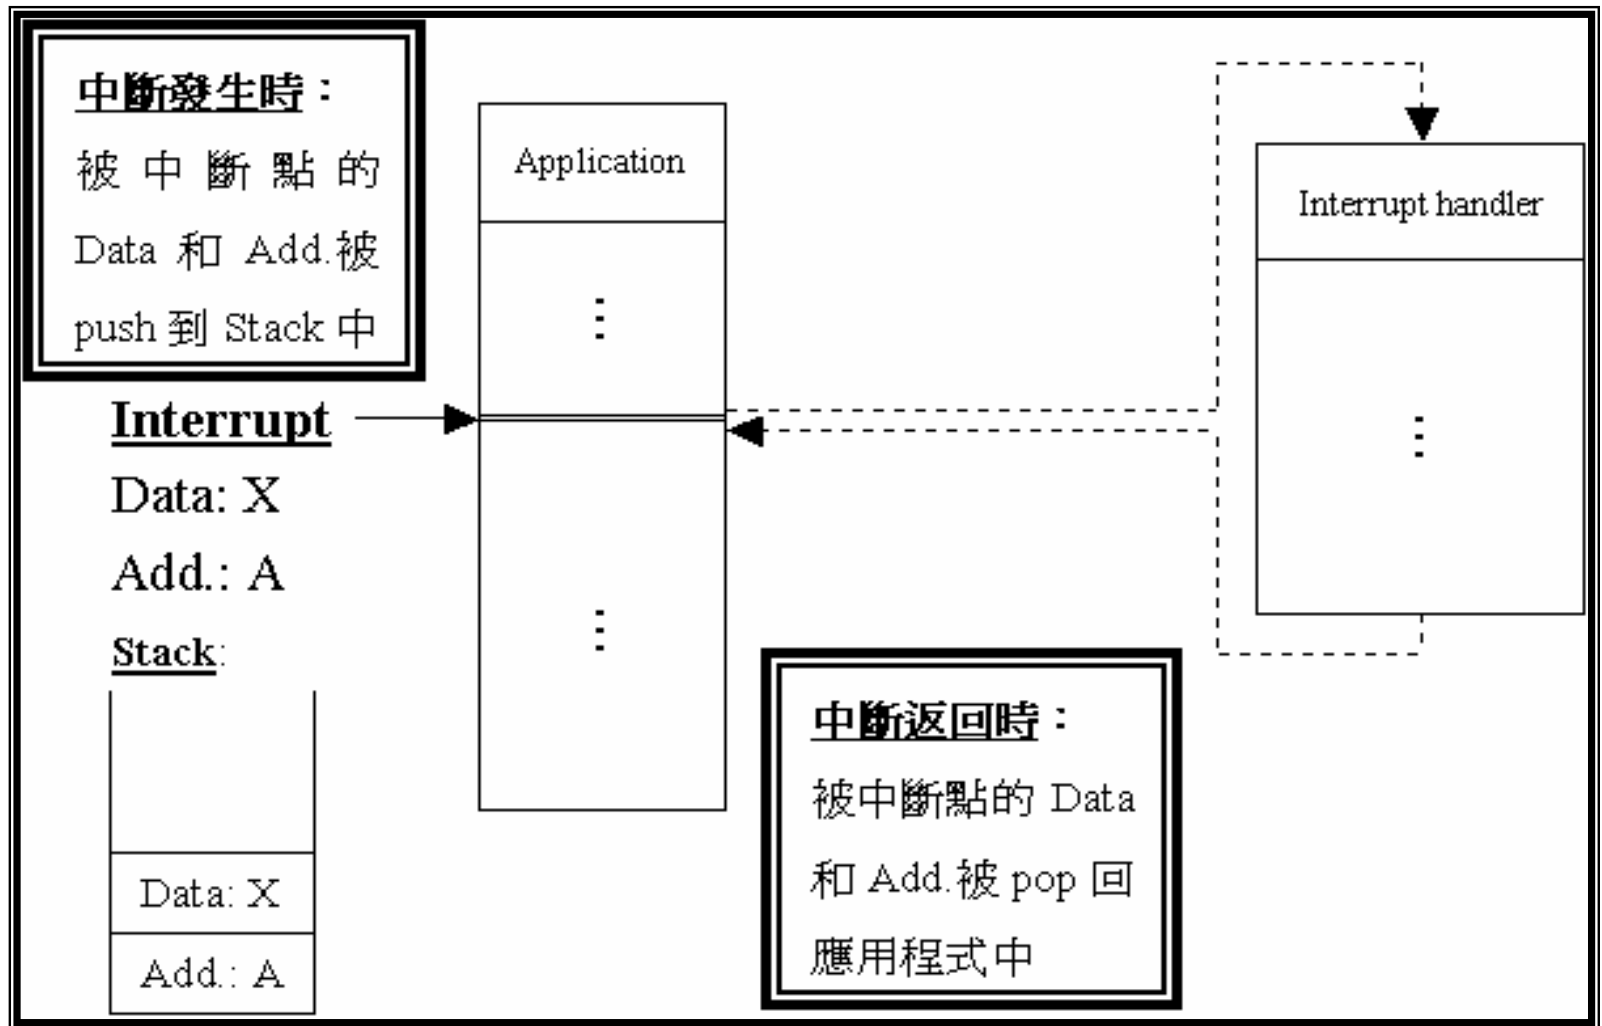 中斷發生時：
被中斷點的
Data 和 Add.被
push 到 Stack 中
Application
Interrupt handler
Interrupt
Data: X
Add.: A
Stack:
Data: X
Add.: A
中斷返回時：
被中斷點的 Data
和 Add.被 pop 回
應用程式中